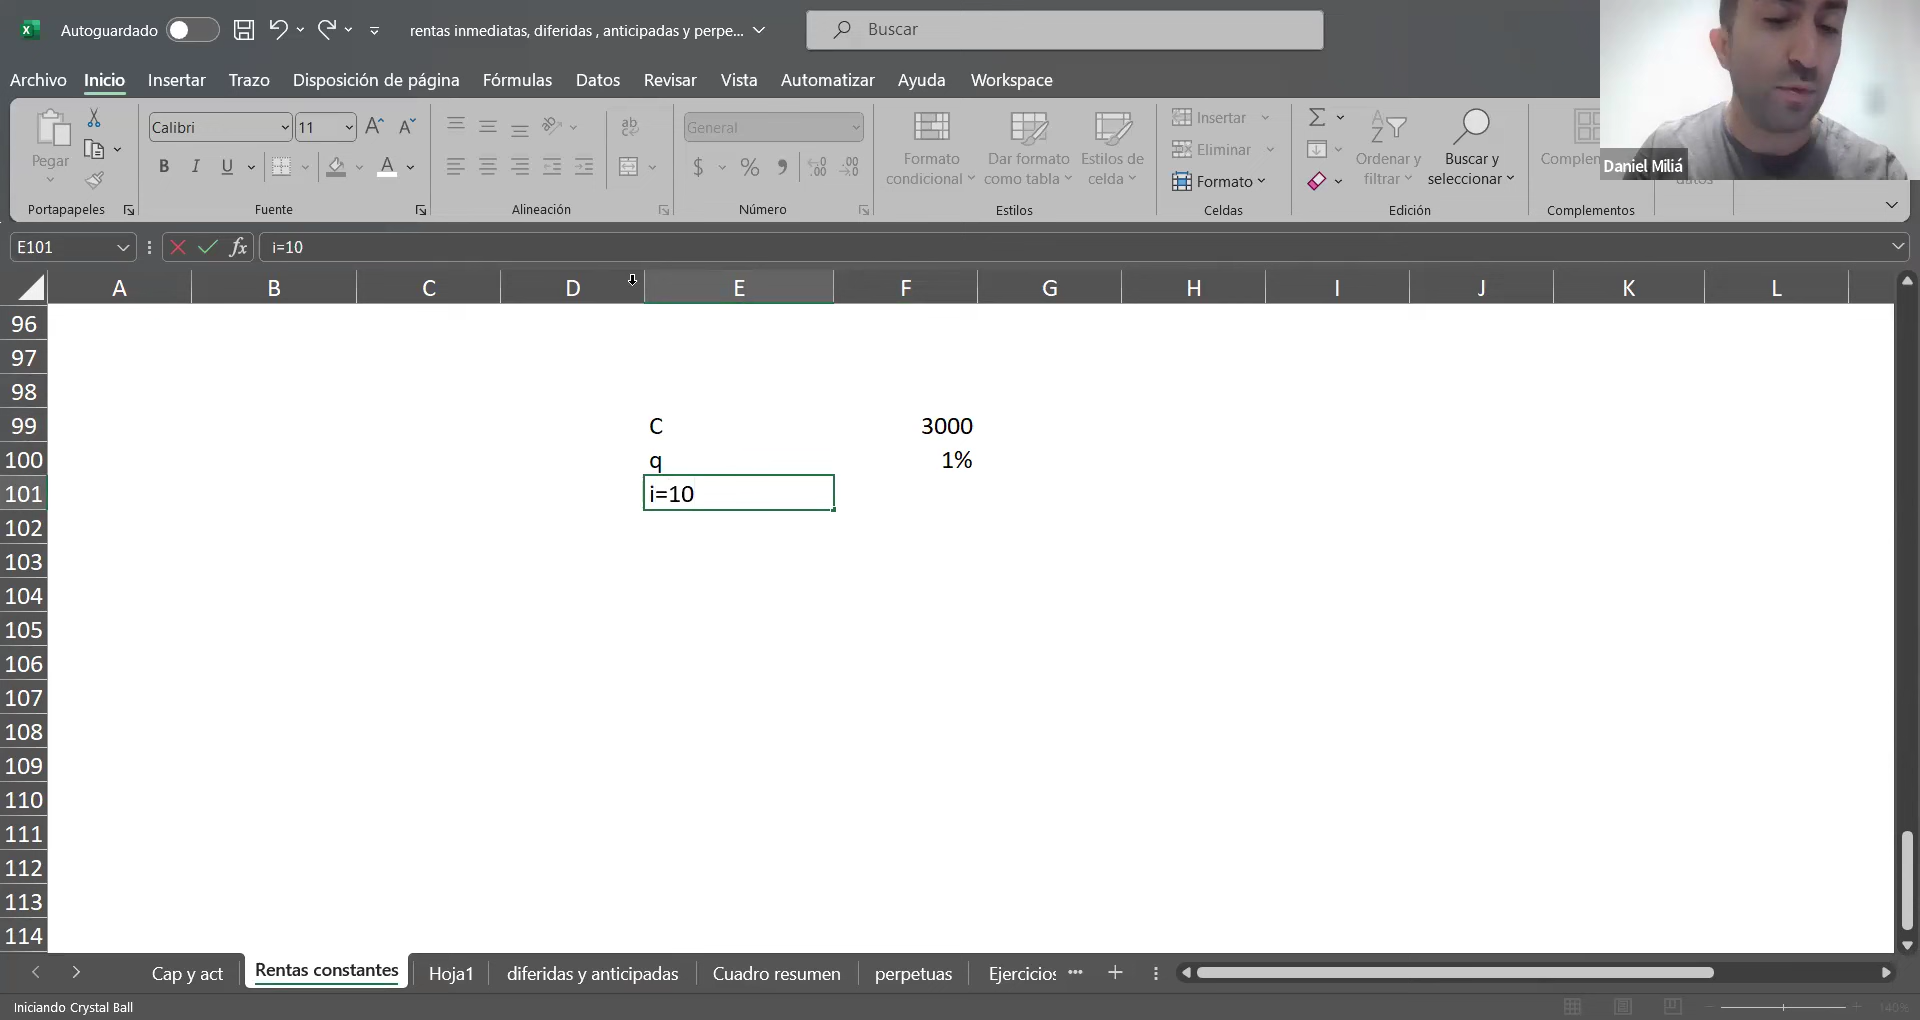 Autoguardado
rentas inmediatas, diferidas , anticipadas y perpe...
Buscar
Archivo Inicio Insertar Trazo Disposición de página Fórmulas Datos Revisar Vista Automatizar Ayuda Workspace
Pegar
Calibri 11
General
Formato condicional
Dar formato como tabla
Estilos de celda
Insertar
Eliminar
Formato
Ordenar y filtrar
Buscar y seleccionar
Daniel Miliá
Portapapeles Fuente Alineación Número Estilos Celdas Edición Complementos
E101 fx i=10
A B C D E F G H I J K L
96
97
98
99 C 3000
100 q 1%
101 i=10
102
103
104
105
106
107
108
109
110
111
112
113
114
Cap y act Rentas constantes Hoja1 diferidas y anticipadas Cuadro resumen perpetuas Ejercicios ...
Iniciando Crystal Ball
140%